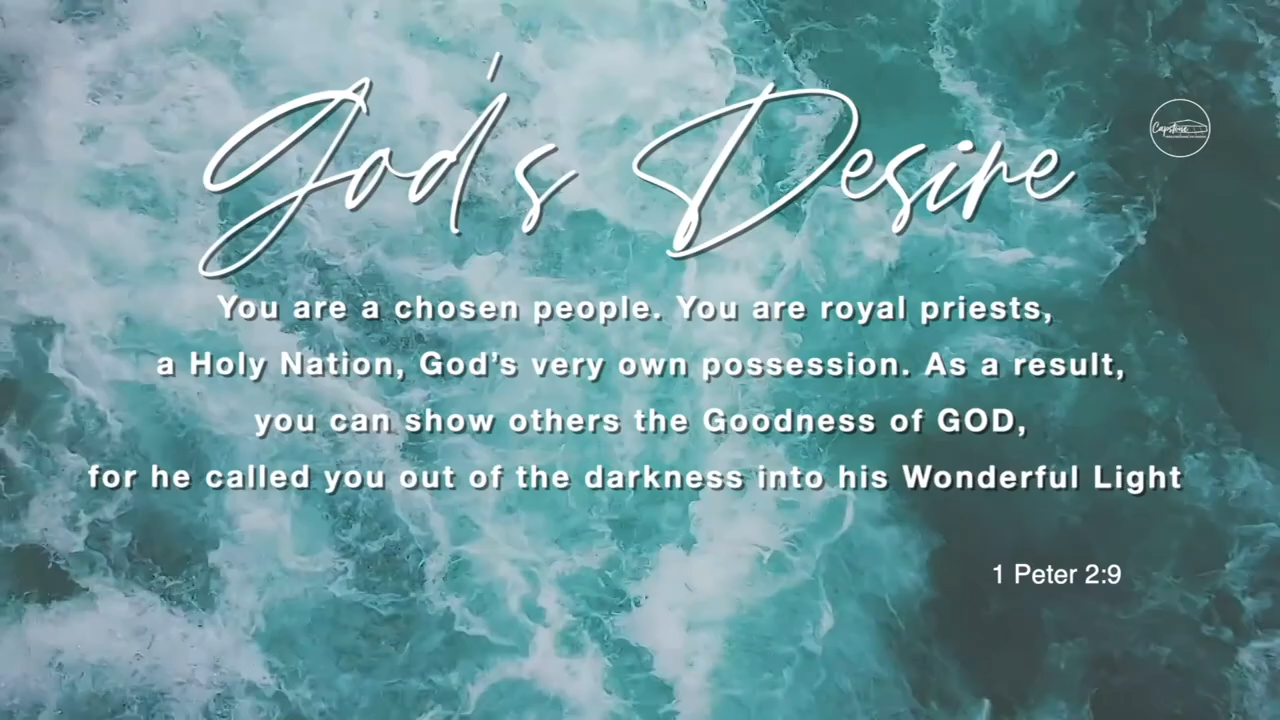 God's Desire
Capstone
You are a chosen people. You are royal priests,
a Holy Nation, God’s very own possession. As a result,
you can show others the Goodness of GOD,
for he called you out of the darkness into his Wonderful Light
1 Peter 2:9